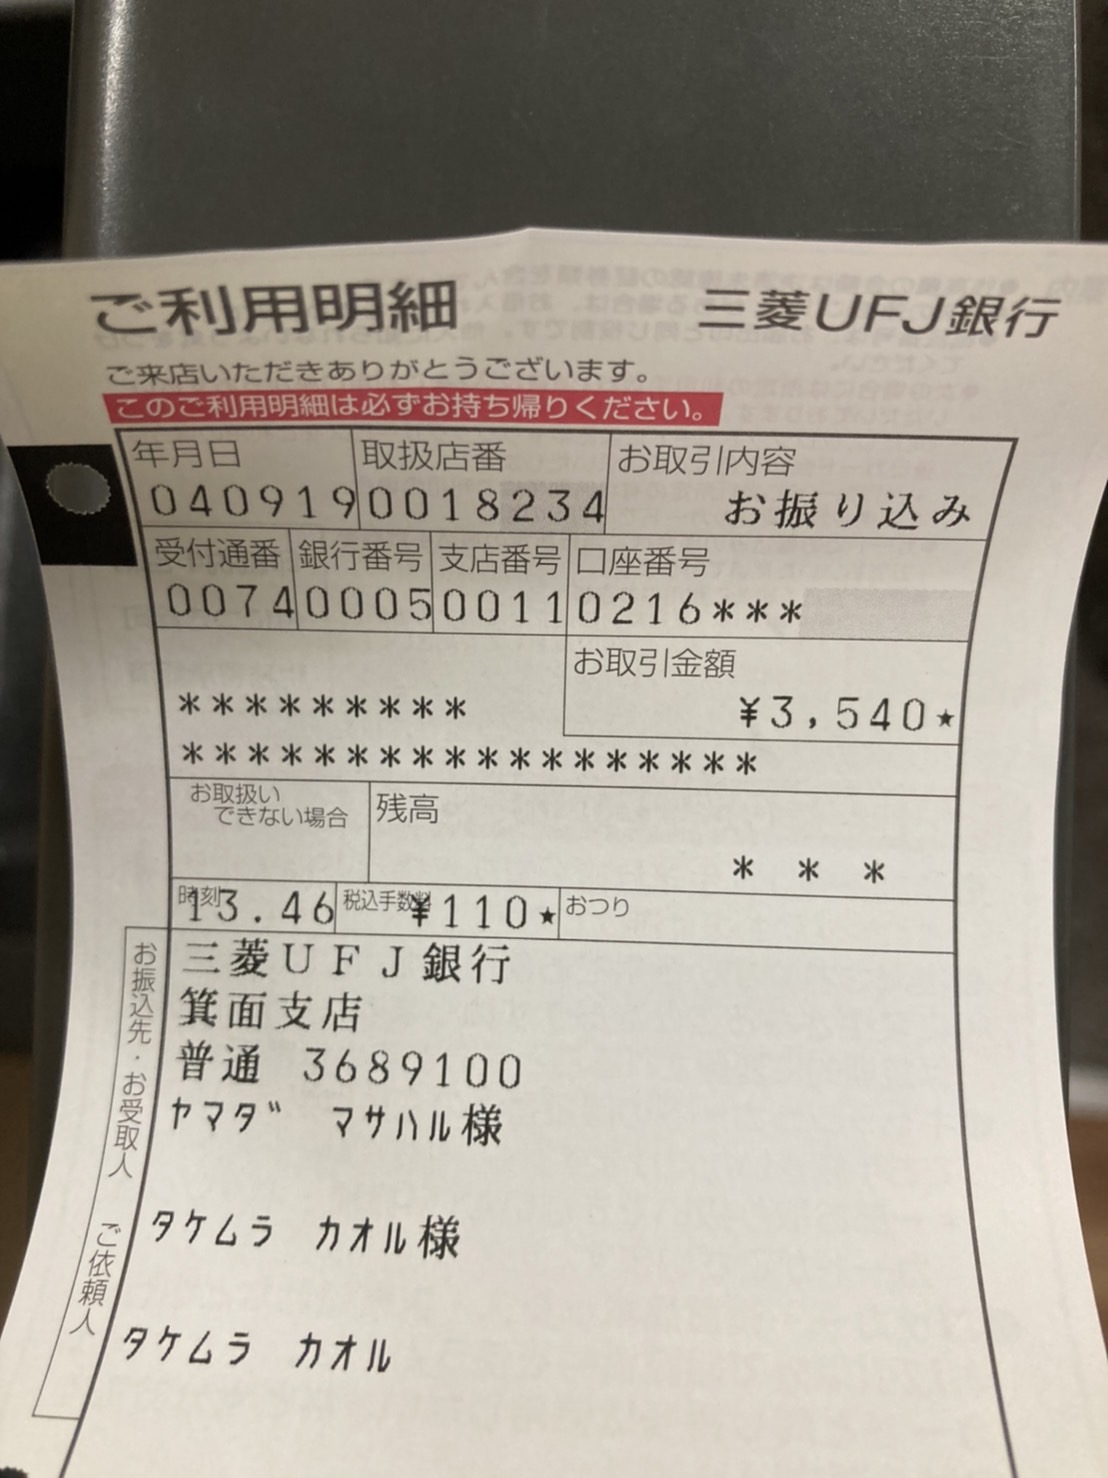 ご利用明細
三菱UFJ銀行
ご来店いただきありがとうございます。
このご利用明細は必ずお持ち帰りください。
年月日 取扱店番 お取引内容
040919 0018234 お振り込み
受付通番 銀行番号 支店番号 口座番号
0074 0005 0011 0216***
お取引金額
*********
¥3,540★
******************
お取扱い
できない場合
残高
* * *
時刻 税込手数料 おつり
13.46 ¥110★
お振込先・お受取人
三菱UFJ銀行
箕面支店
普通 3689100
ヤマダ マサハル様
タケムラ カオル様
ご依頼人
タケムラ カオル